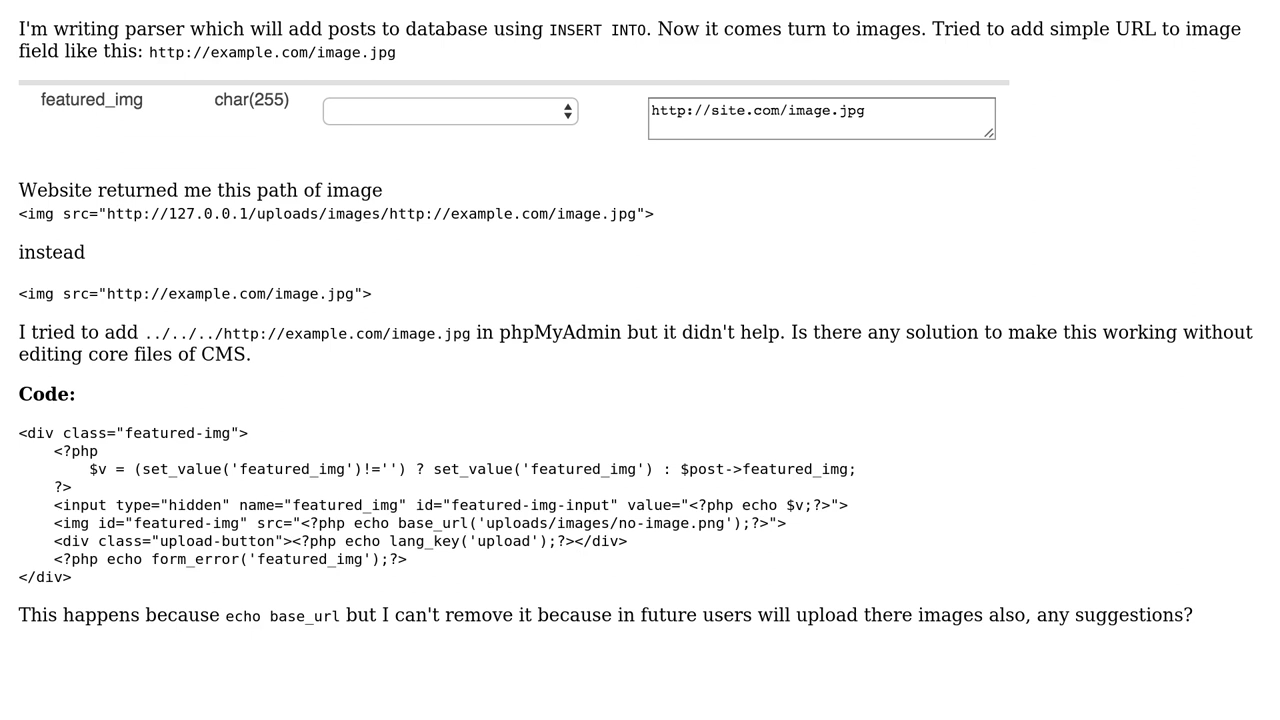 I'm writing parser which will add posts to database using INSERT INTO. Now it comes turn to images. Tried to add simple URL to image
field like this: http://example.com/image.jpg
featured_img char(255) http://site.com/image.jpg
Website returned me this path of image
<img src="http://127.0.0.1/uploads/images/http://example.com/image.jpg">
instead
<img src="http://example.com/image.jpg">
I tried to add ../../../http://example.com/image.jpg in phpMyAdmin but it didn't help. Is there any solution to make this working without
editing core files of CMS.
Code:
<div class="featured-img">
    <?php
        $v = (set_value('featured_img')!='') ? set_value('featured_img') : $post->featured_img;
    ?>
    <input type="hidden" name="featured_img" id="featured-img-input" value="<?php echo $v;?>">
    <img id="featured-img" src="<?php echo base_url('uploads/images/no-image.png');?>">
    <div class="upload-button"><?php echo lang_key('upload');?></div>
    <?php echo form_error('featured_img');?>
</div>
This happens because echo base_url but I can't remove it because in future users will upload there images also, any suggestions?